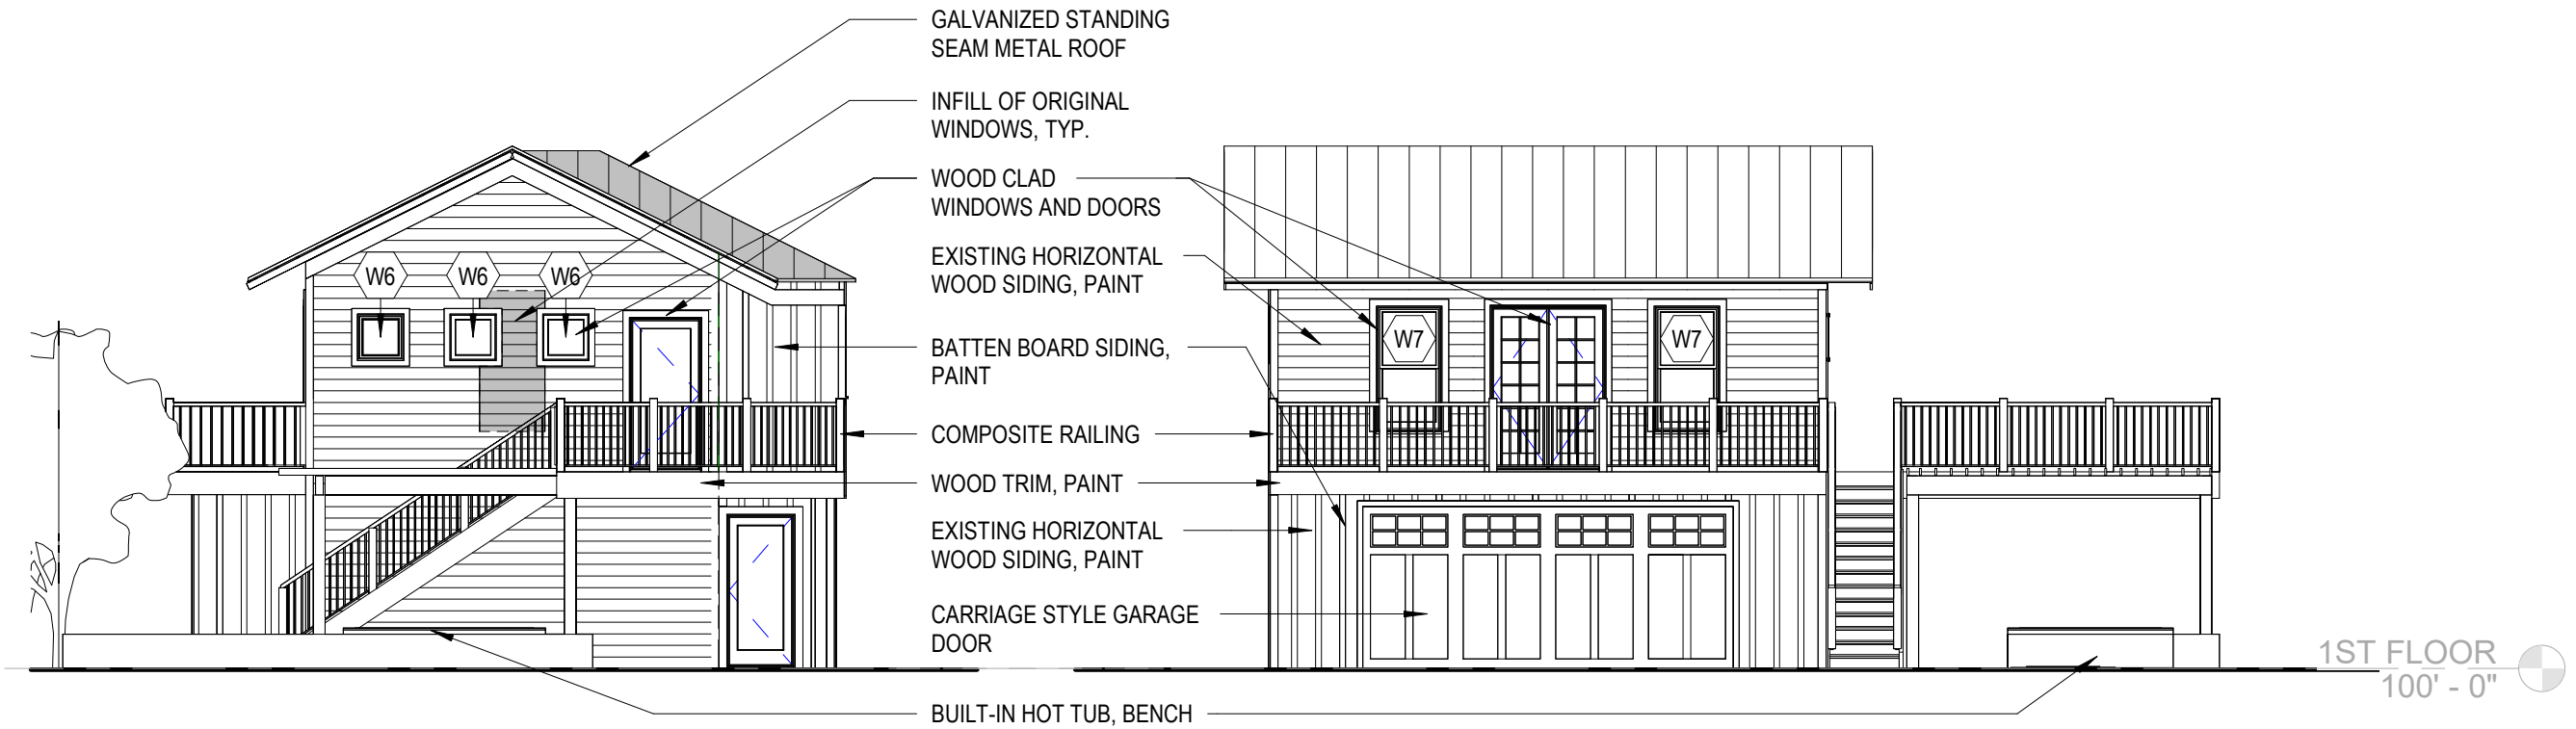 GALVANIZED STANDING
SEAM METAL ROOF
INFILL OF ORIGINAL
WINDOWS, TYP.
WOOD CLAD
WINDOWS AND DOORS
EXISTING HORIZONTAL
WOOD SIDING, PAINT
W6 W6 W6
W7 W7
BATTEN BOARD SIDING,
PAINT
COMPOSITE RAILING
WOOD TRIM, PAINT
EXISTING HORIZONTAL
WOOD SIDING, PAINT
CARRIAGE STYLE GARAGE
DOOR
1ST FLOOR
100' - 0"
BUILT-IN HOT TUB, BENCH